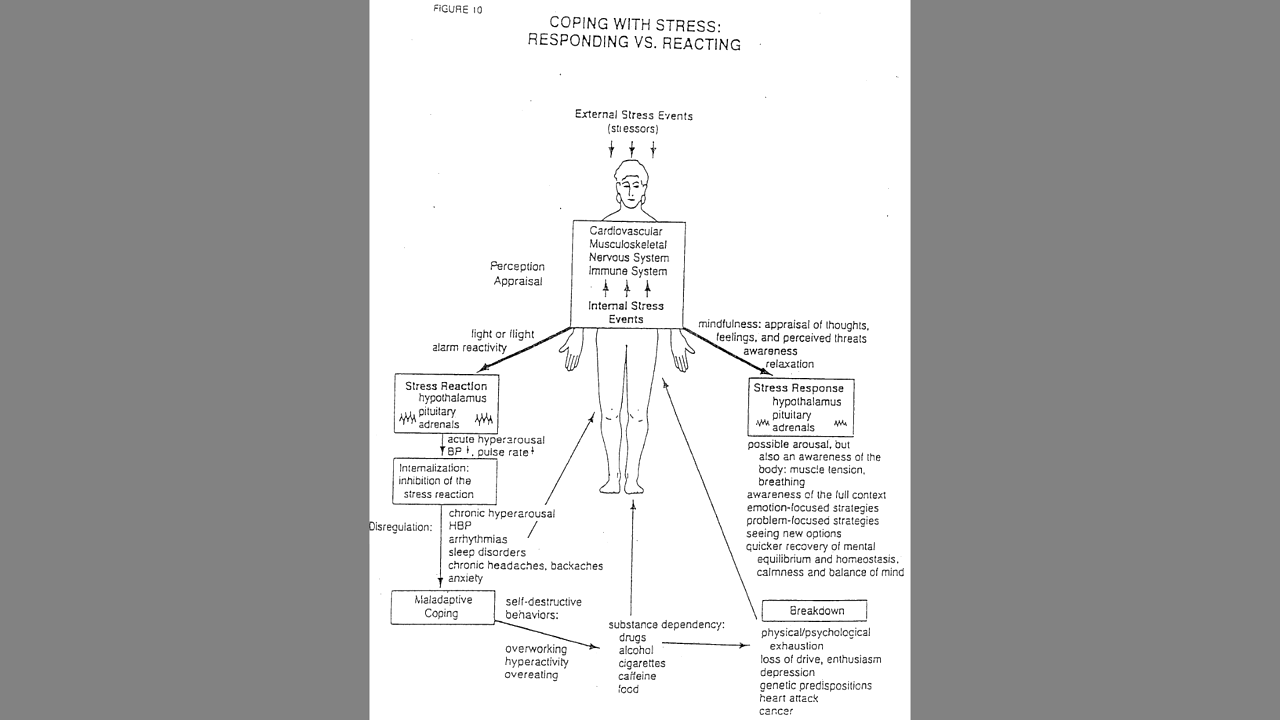 FIGURE 10
COPING WITH STRESS:
RESPONDING VS. REACTING
External Stress Events
(stressors)
Cardiovascular
Musculoskeletal
Nervous System
Immune System
Internal Stress
Events
Perception
Appraisal
fight or flight
alarm reactivity
mindfulness: appraisal of thoughts,
feelings, and perceived threats
awareness
relaxation
Stress Reaction
hypothalamus
pituitary
adrenals
acute hyperarousal
BP ↑, pulse rate ↑
Internalization:
inhibition of the
stress reaction
Disregulation:
chronic hyperarousal
HBP
arrhythmias
sleep disorders
chronic headaches, backaches
anxiety
Maladaptive
Coping
self-destructive
behaviors:
overworking
hyperactivity
overeating
substance dependency:
drugs
alcohol
cigarettes
caffeine
food
Stress Response
hypothalamus
pituitary
adrenals
possible arousal, but
also an awareness of the
body: muscle tension,
breathing
awareness of the full context
emotion-focused strategies
problem-focused strategies
seeing new options
quicker recovery of mental
equilibrium and homeostasis,
calmness and balance of mind
Breakdown
physical/psychological
exhaustion
loss of drive, enthusiasm
depression
genetic predispositions
heart attack
cancer